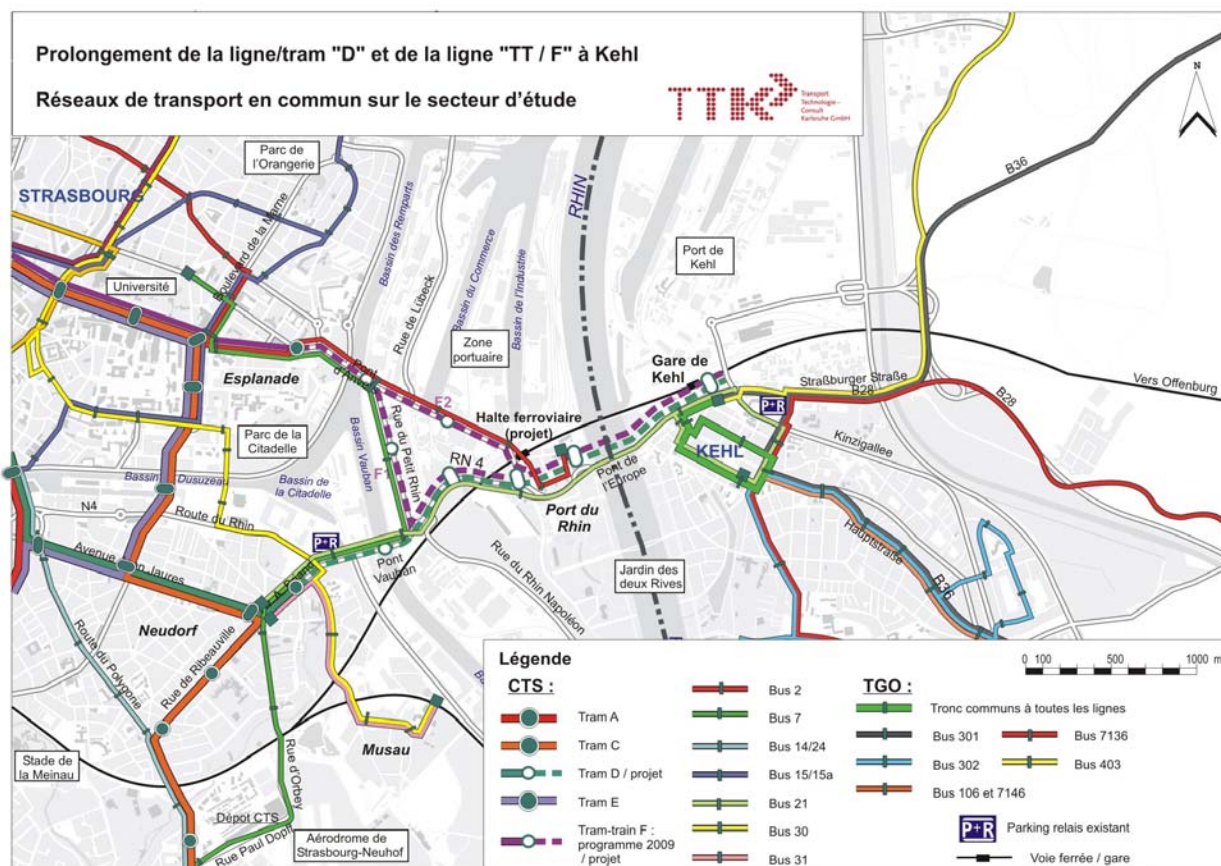 Prolongement de la ligne/tram "D" et de la ligne "TT / F" à Kehl
Réseaux de transport en commun sur le secteur d'étude
TTK
Transport
Technologie -
Consult
Karlsruhe GmbH
N
Parc de
l'Orangerie
STRASBOURG
Boulevard de la Marne
Université
Bassin des Remparts
Rue de Lübeck
Bassin du Commerce
Bassin de l'Industrie
RHIN
Port de
Kehl
B36
Zone
portuaire
Esplanade
Pont
d'Anvers
Gare de
Kehl
Straßburger Straße
B28
Vers Offenburg
B28
F2
Halte ferroviaire
(projet)
P+R
Parc de la
Citadelle
Rue du Petit Rhin
Bassin Vauban
F1
RN 4
KEHL
Kinzigallee
Pont de
l'Europe
Bassin Dusuzeau
Bassin de
la Citadelle
N4
Route du Rhin
Port du
Rhin
P+R
Hauptstraße
B36
Pont
Vauban
Rue du Rhin Napoléon
Jardin des
deux Rives
Neudorf
Route du Polygone
Rue de Ribeauville
Musau
Stade de
la Meinau
Rue d'Orbey
Dépot CTS
Rue Paul Dopff
Aérodrome de
Strasbourg-Neuhof
Légende
0 100 500 1000 m
CTS :
Tram A
Tram C
Tram D / projet
Tram E
Tram-train F :
programme 2009
/ projet
Bus 2
Bus 7
Bus 14/24
Bus 15/15a
Bus 21
Bus 30
Bus 31
TGO :
Tronc communs à toutes les lignes
Bus 301
Bus 7136
Bus 302
Bus 403
Bus 106 et 7146
P+R
Parking relais existant
Voie ferrée / gare